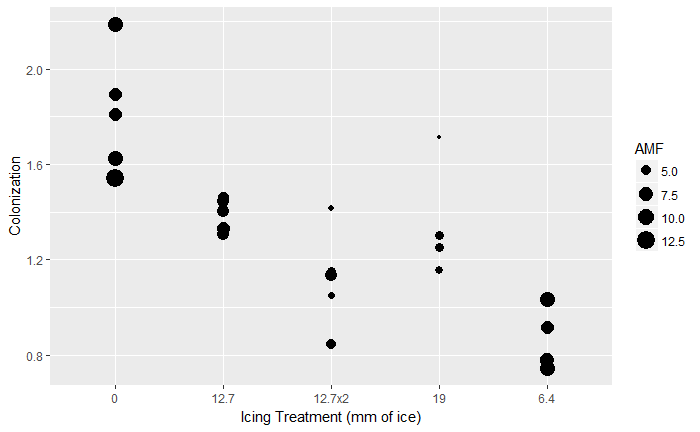 Colonization
2.0
1.6
1.2
0.8
0 12.7 12.7x2 19 6.4
Icing Treatment (mm of ice)
AMF
5.0
7.5
10.0
12.5